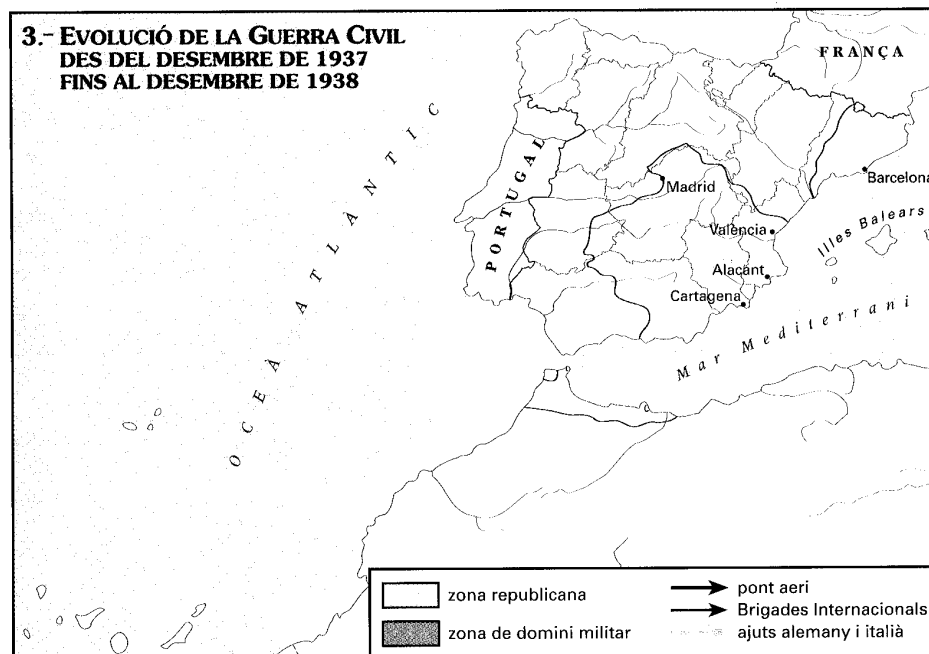 3.- EVOLUCIÓ DE LA GUERRA CIVIL
DES DEL DESEMBRE DE 1937
FINS AL DESEMBRE DE 1938
FRANÇA
OCEÀ ATLÀNTIC
PORTUGAL
Madrid
Barcelona
València
Illes Balears
Alacant
Cartagena
Mar Mediterrani
zona republicana
zona de domini militar
pont aeri
Brigades Internacionals
ajuts alemany i italià